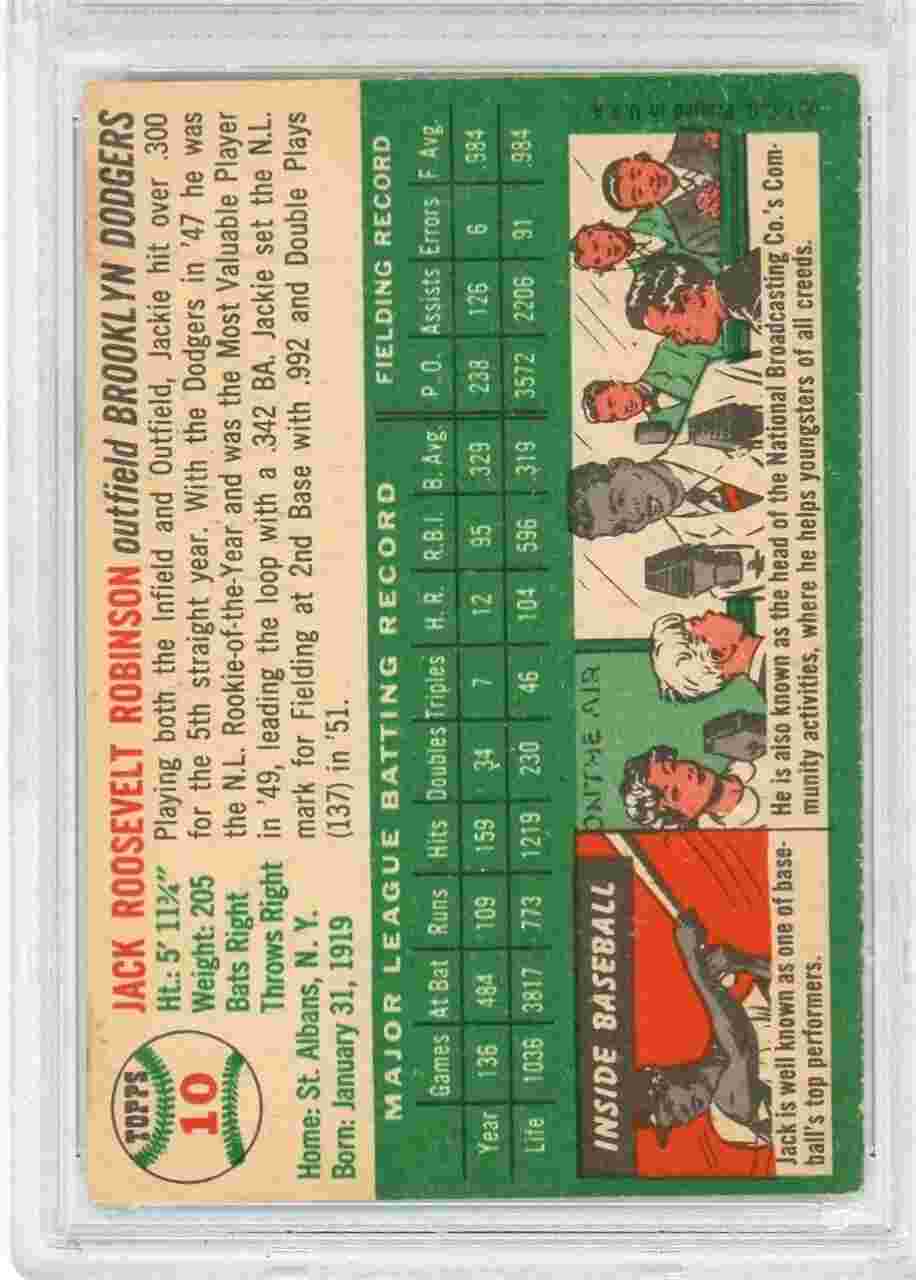 TOPPS
10
JACK ROOSEVELT ROBINSON outfield BROOKLYN DODGERS
Ht.: 5' 11¾"
Weight: 205
Bats Right
Throws Right
Home: St. Albans, N. Y.
Born: January 31, 1919
Playing both the Infield and Outfield, Jackie hit over .300
for the 5th straight year. With the Dodgers in '47 he was
the N.L. Rookie-of-the-Year and was the Most Valuable Player
in '49, leading the loop with a .342 BA. Jackie set the N.L.
mark for Fielding at 2nd Base with .992 and Double Plays
(137) in '51.
MAJOR LEAGUE BATTING RECORD FIELDING RECORD
Games At Bat Runs Hits Doubles Triples H. R. R.B.I. B. Avg. P.O. Assists Errors F. Avg.
Year 136 484 109 159 34 7 12 95 .329 238 126 6 .984
Life 1036 3817 773 1219 230 46 104 596 .319 3572 2206 91 .984
INSIDE BASEBALL
ON THE AIR
Jack is well known as one of base-
ball's top performers.
He is also known as the head of the National Broadcasting Co.'s Com-
munity activities, where he helps youngsters of all creeds.
Printed in U.S.A.